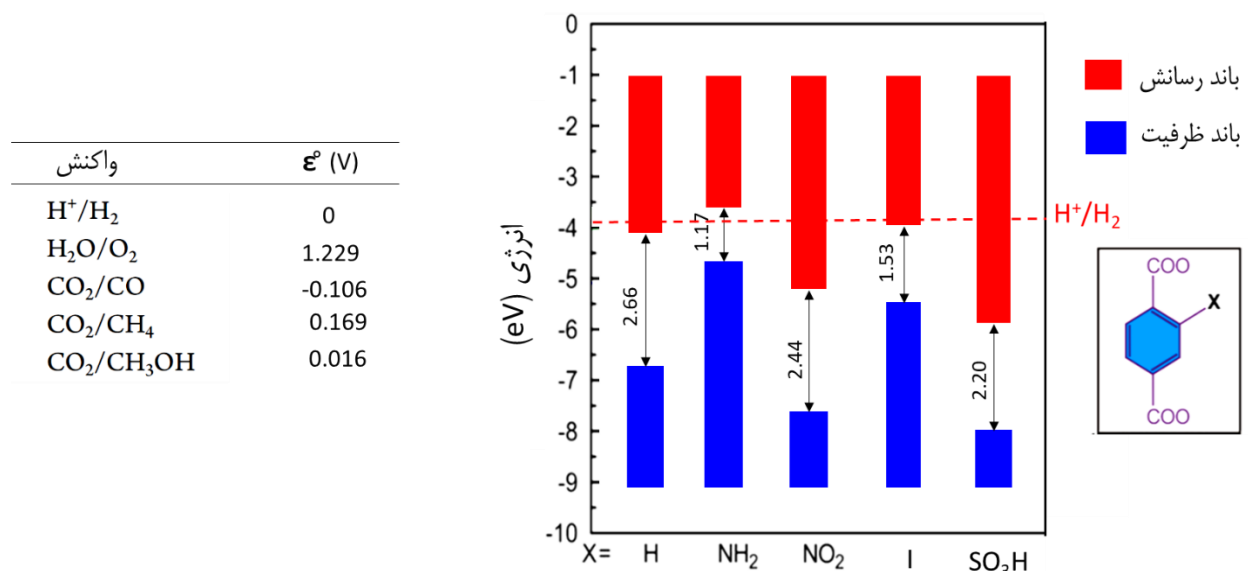 واکنش ε° (V)
H⁺/H₂ 0
H₂O/O₂ 1.229
CO₂/CO -0.106
CO₂/CH₄ 0.169
CO₂/CH₃OH 0.016
انرژی (eV)
0
-1
-2
-3
-4
-5
-6
-7
-8
-9
-10
2.66
1.17
2.44
1.53
2.20
H⁺/H₂
X= H NH₂ NO₂ I SO₃H
باند رسانش
باند ظرفیت
COO
X
COO